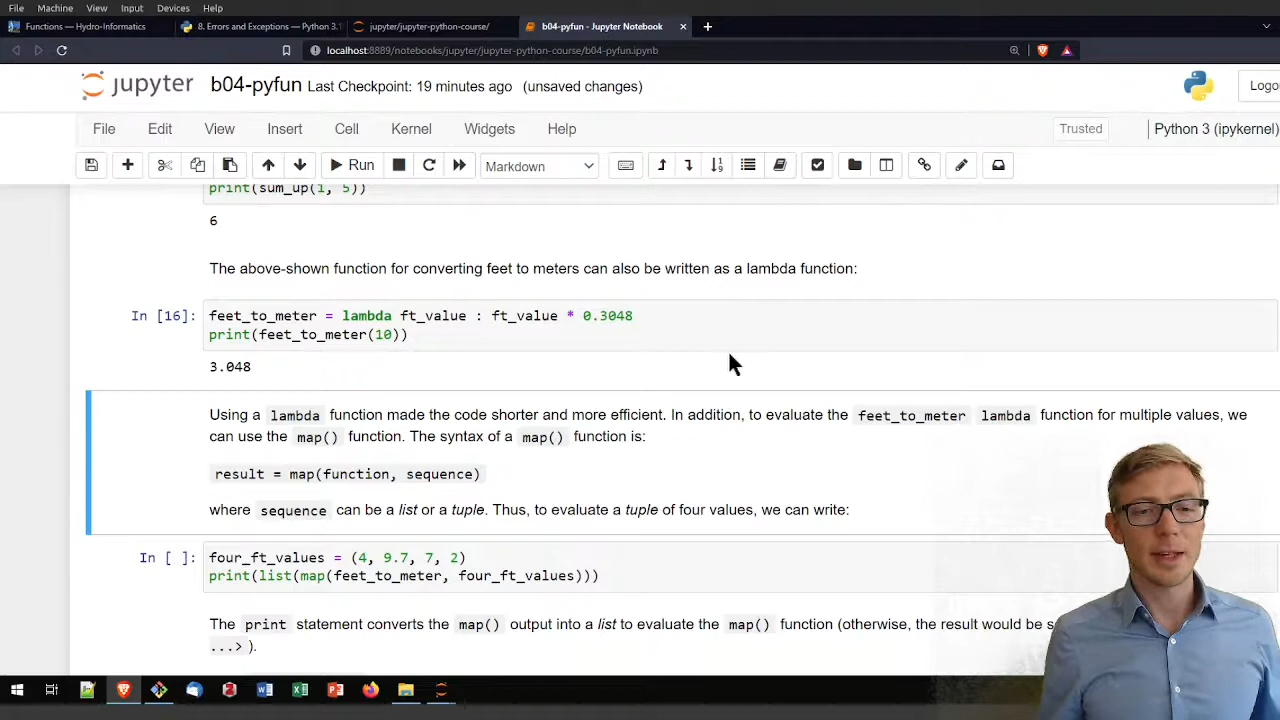 File Machine View Input Devices Help
Functions — Hydro-Informatics
8. Errors and Exceptions — Python 3.1
jupyter/jupyter-python-course/
b04-pyfun - Jupyter Notebook
localhost:8889/notebooks/jupyter/jupyter-python-course/b04-pyfun.ipynb
jupyter b04-pyfun Last Checkpoint: 19 minutes ago (unsaved changes)
File Edit View Insert Cell Kernel Widgets Help Trusted Python 3 (ipykernel)
Run Markdown
print(sum_up(1, 5))
6
The above-shown function for converting feet to meters can also be written as a lambda function:
In [16]: feet_to_meter = lambda ft_value : ft_value * 0.3048
print(feet_to_meter(10))
3.048
Using a lambda function made the code shorter and more efficient. In addition, to evaluate the feet_to_meter lambda function for multiple values, we
can use the map() function. The syntax of a map() function is:
result = map(function, sequence)
where sequence can be a list or a tuple. Thus, to evaluate a tuple of four values, we can write:
In [ ]: four_ft_values = (4, 9.7, 7, 2)
print(list(map(feet_to_meter, four_ft_values)))
The print statement converts the map() output into a list to evaluate the map() function (otherwise, the result would be
...> ).